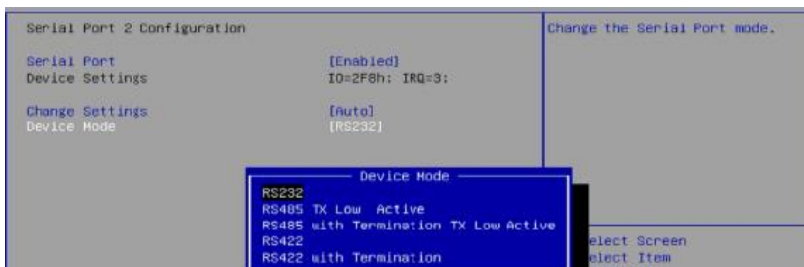 Serial Port 2 Configuration
Change the Serial Port mode.
Serial Port [Enabled]
Device Settings IO=2F8h; IRQ=3;
Change Settings [Auto]
Device Mode [RS232]
Device Mode
RS232
RS485 TX Low Active
RS485 with Termination TX Low Active
RS422
RS422 with Termination
elect Screen
elect Item